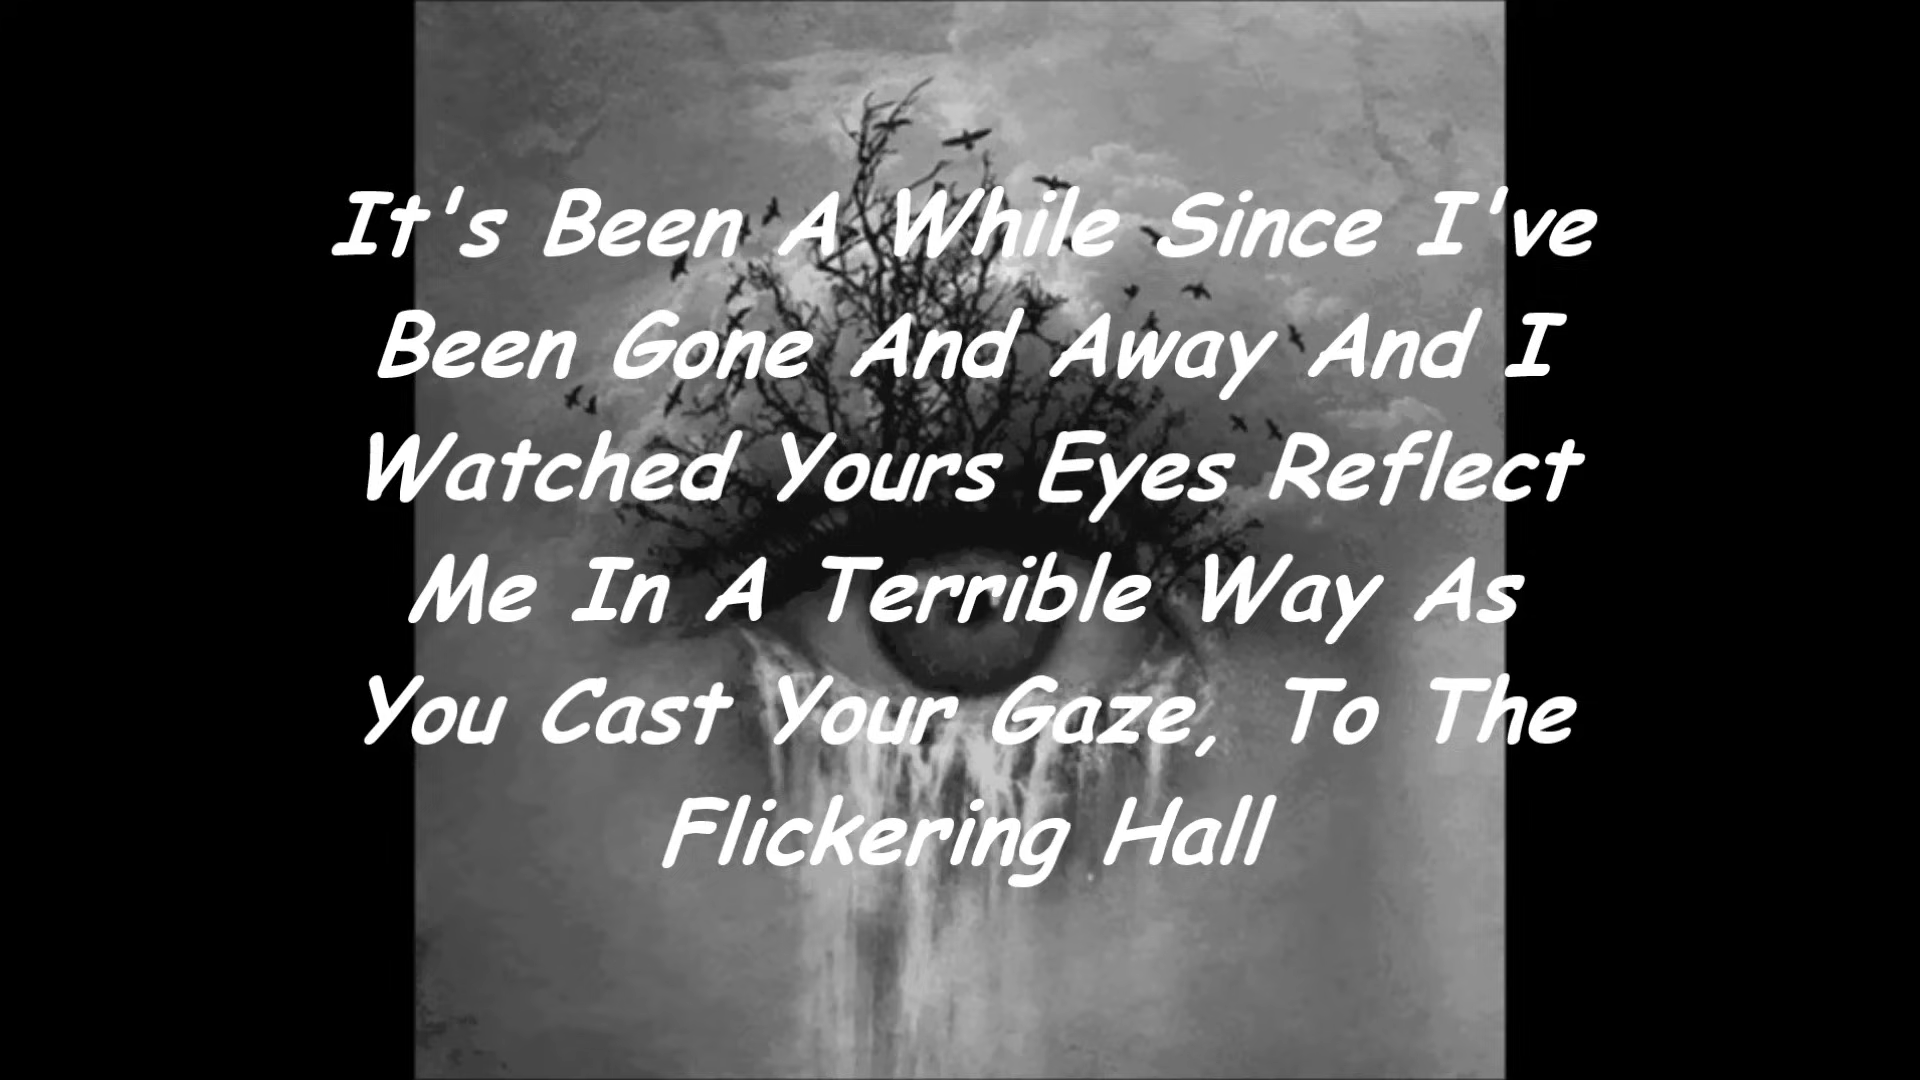 It's Been A While Since I've
Been Gone And Away And I
Watched Yours Eyes Reflect
Me In A Terrible Way As
You Cast Your Gaze, To The
Flickering Hall